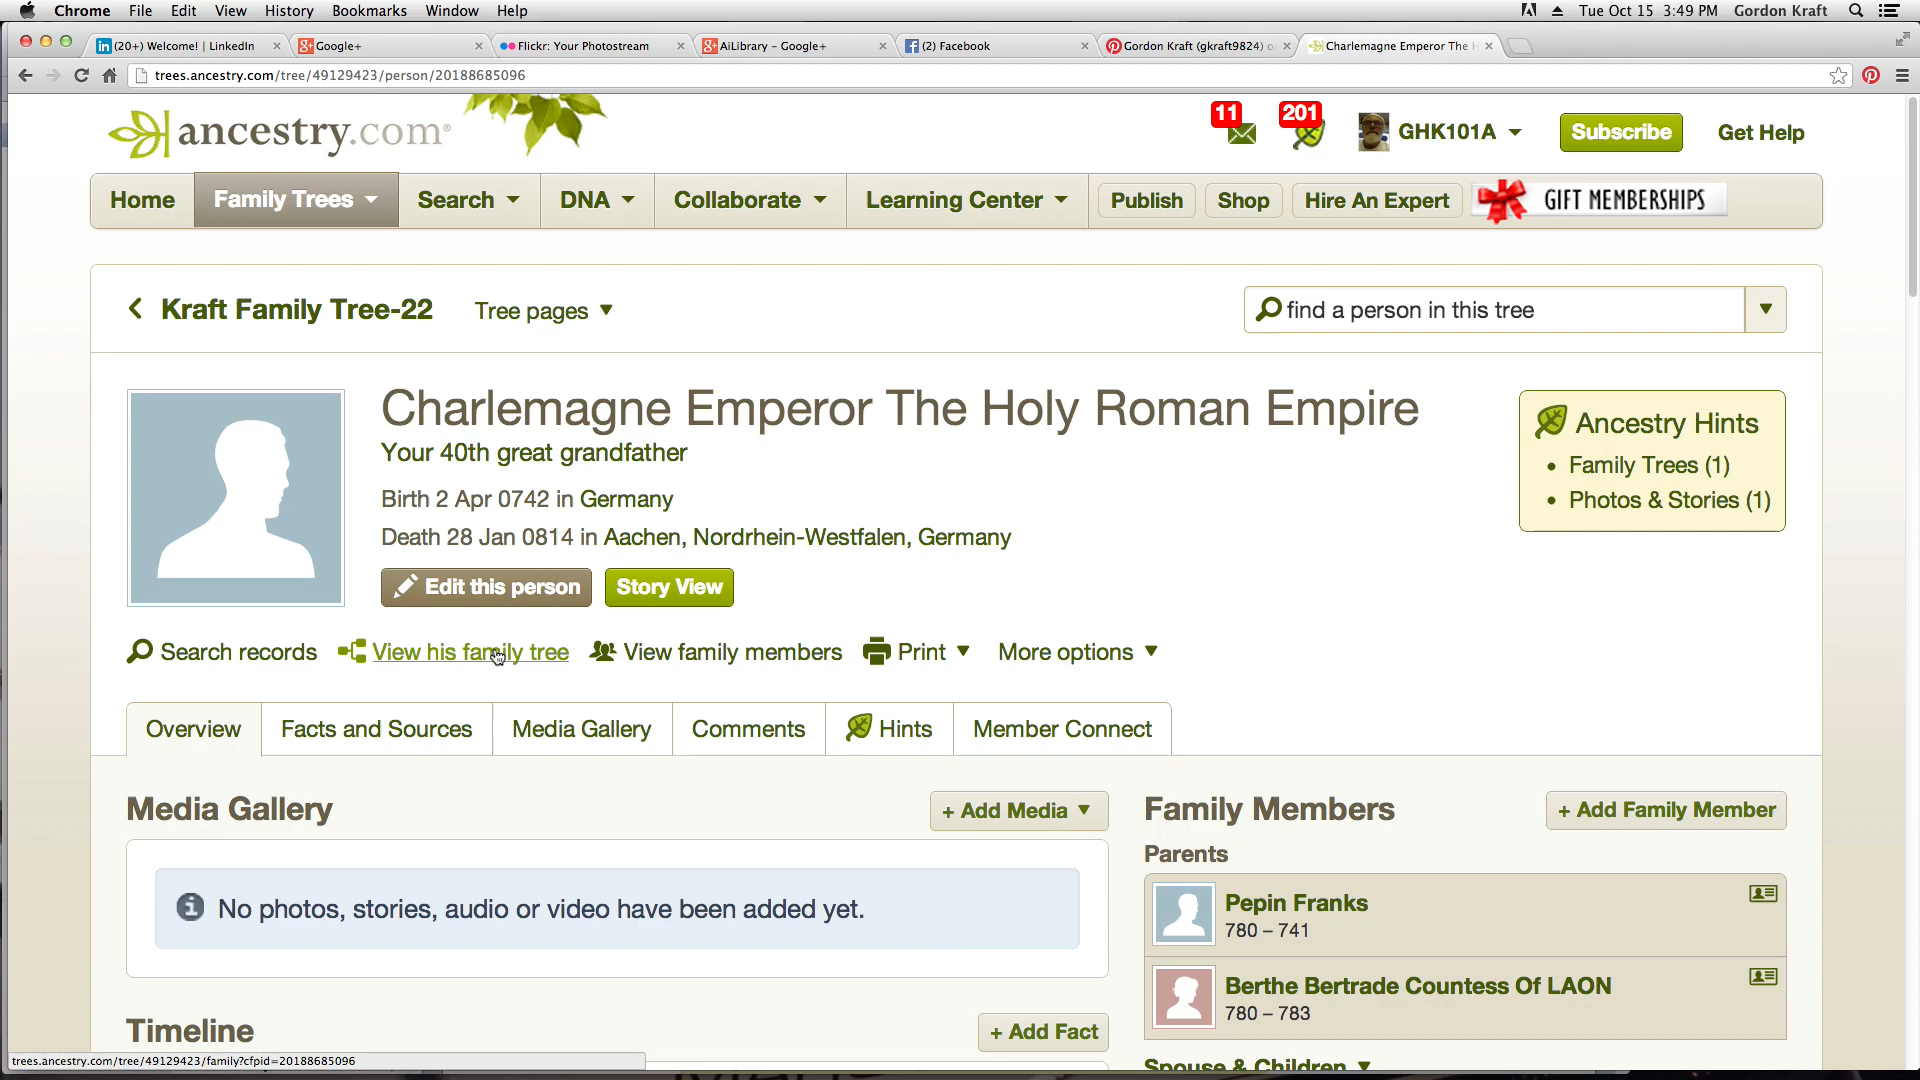 Chrome File Edit View History Bookmarks Window Help Tue Oct 15 3:49 PM Gordon Kraft
(20+) Welcome! | LinkedIn Google+ Flickr: Your Photostream AiLibrary - Google+ (2) Facebook Gordon Kraft (gkraft9824) o Charlemagne Emperor The H
trees.ancestry.com/tree/49129423/person/20188685096
ancestry.com 11 201 GHK101A Subscribe Get Help
Home Family Trees Search DNA Collaborate Learning Center Publish Shop Hire An Expert GIFT MEMBERSHIPS
Kraft Family Tree-22 Tree pages find a person in this tree
Charlemagne Emperor The Holy Roman Empire
Your 40th great grandfather
Birth 2 Apr 0742 in Germany
Death 28 Jan 0814 in Aachen, Nordrhein-Westfalen, Germany
Edit this person Story View
Ancestry Hints
• Family Trees (1)
• Photos & Stories (1)
Search records View his family tree View family members Print More options
Overview Facts and Sources Media Gallery Comments Hints Member Connect
Media Gallery + Add Media
No photos, stories, audio or video have been added yet.
Timeline + Add Fact
Family Members + Add Family Member
Parents
Pepin Franks
780 – 741
Berthe Bertrade Countess Of LAON
780 – 783
Spouse & Children
trees.ancestry.com/tree/49129423/family?cfpid=20188685096